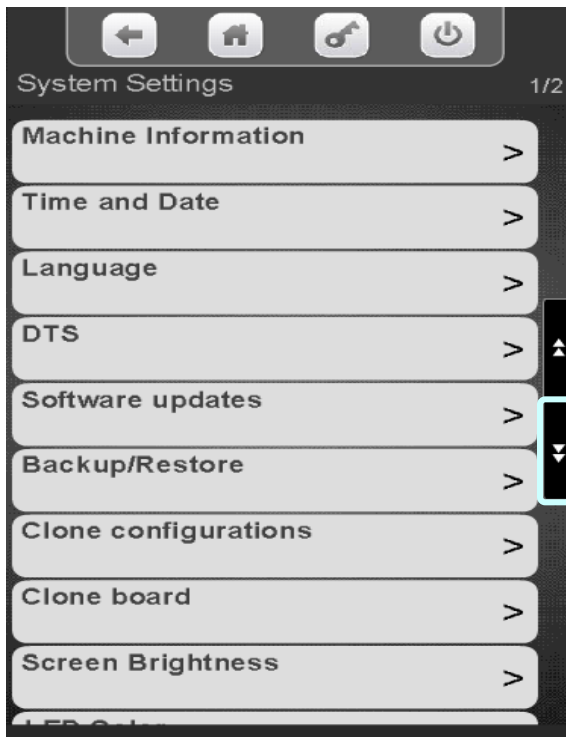 System Settings
1/2
Machine Information
>
Time and Date
>
Language
>
DTS
>
Software updates
>
Backup/Restore
>
Clone configurations
>
Clone board
>
Screen Brightness
>